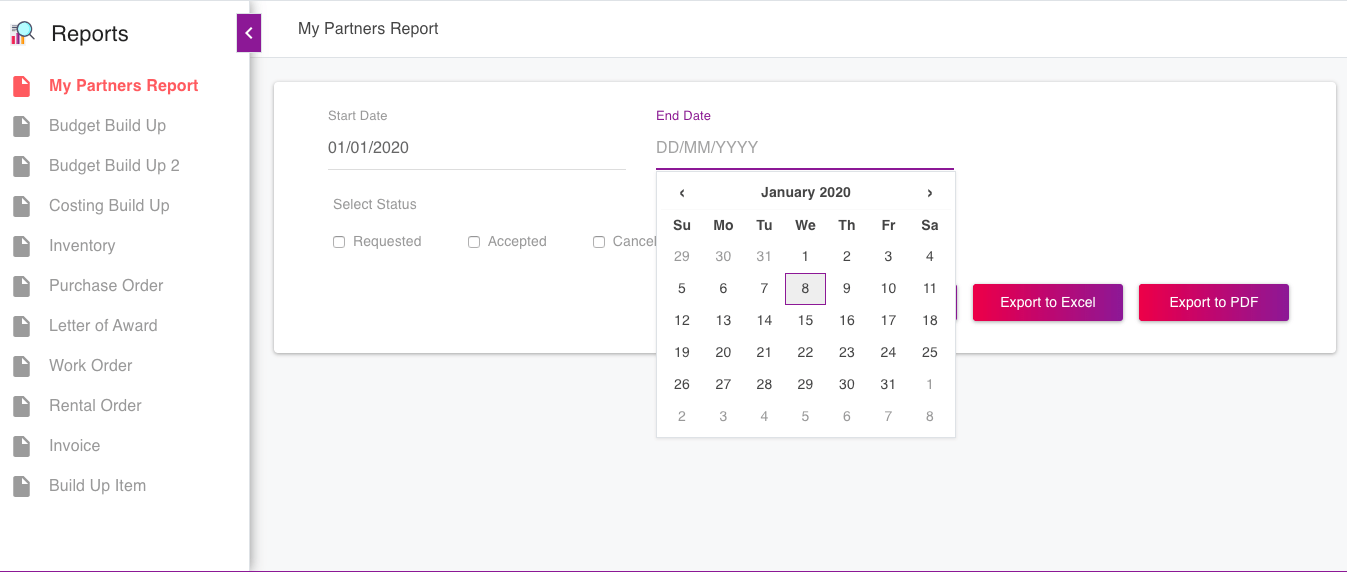 Reports
My Partners Report
Budget Build Up
Budget Build Up 2
Costing Build Up
Inventory
Purchase Order
Letter of Award
Work Order
Rental Order
Invoice
Build Up Item
My Partners Report
Start Date
01/01/2020
End Date
DD/MM/YYYY
Select Status
Requested Accepted Cancel
‹ January 2020 ›
Su Mo Tu We Th Fr Sa
29 30 31 1 2 3 4
5 6 7 8 9 10 11
12 13 14 15 16 17 18
19 20 21 22 23 24 25
26 27 28 29 30 31 1
2 3 4 5 6 7 8
Export to Excel
Export to PDF